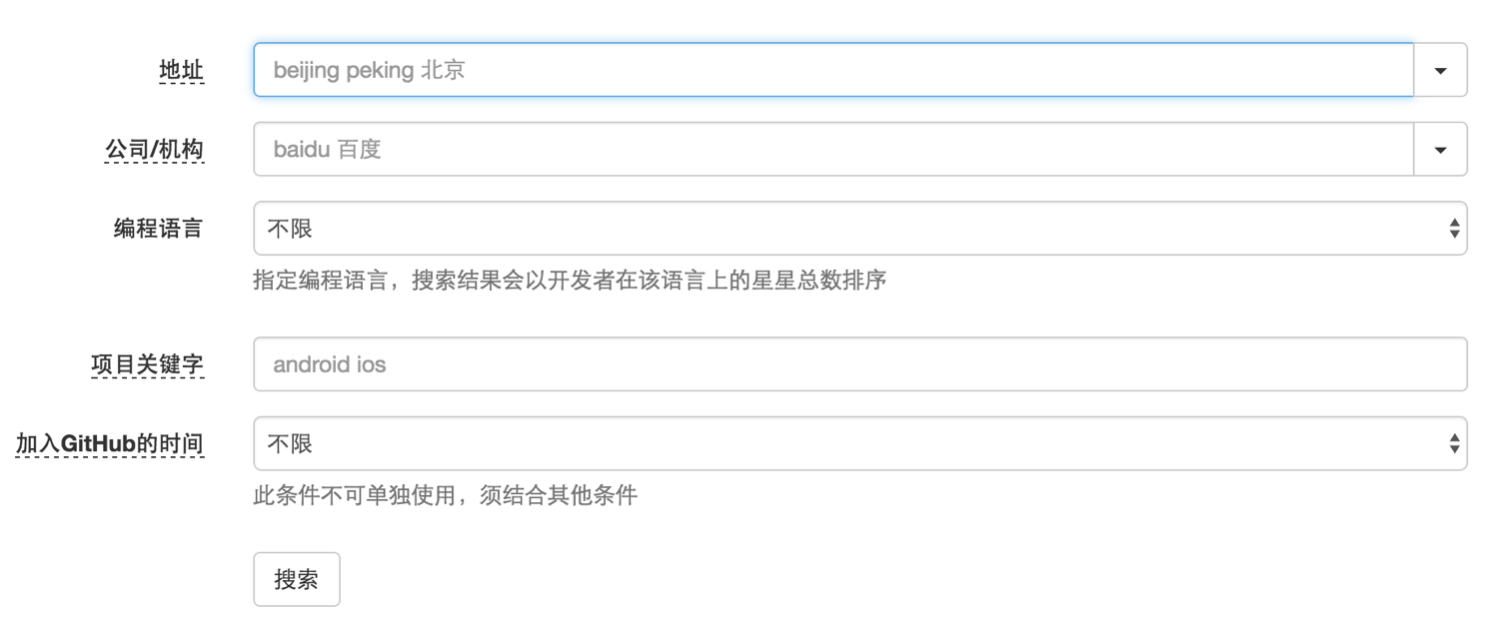 地址 beijing peking 北京
公司/机构 baidu 百度
编程语言 不限
指定编程语言，搜索结果会以开发者在该语言上的星星总数排序
项目关键字 android ios
加入GitHub的时间 不限
此条件不可单独使用，须结合其他条件
搜索